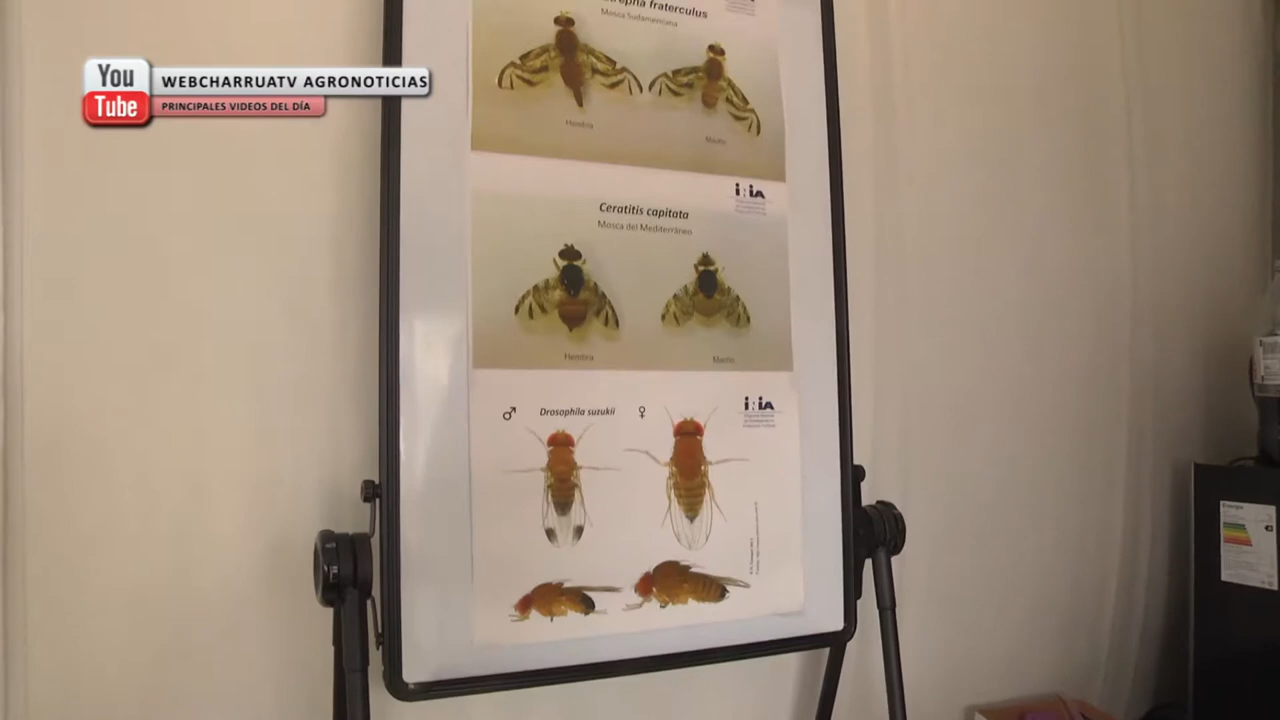 You
Tube
WEBCHARRUATV AGRONOTICIAS
PRINCIPALES VIDEOS DEL DÍA
fraterculus
Mosca Sudamericana
Hembra
Macho
INIA
Ceratitis capitata
Mosca del Mediterráneo
Hembra
Macho
INIA
♂ Drosophila suzukii ♀
Energía